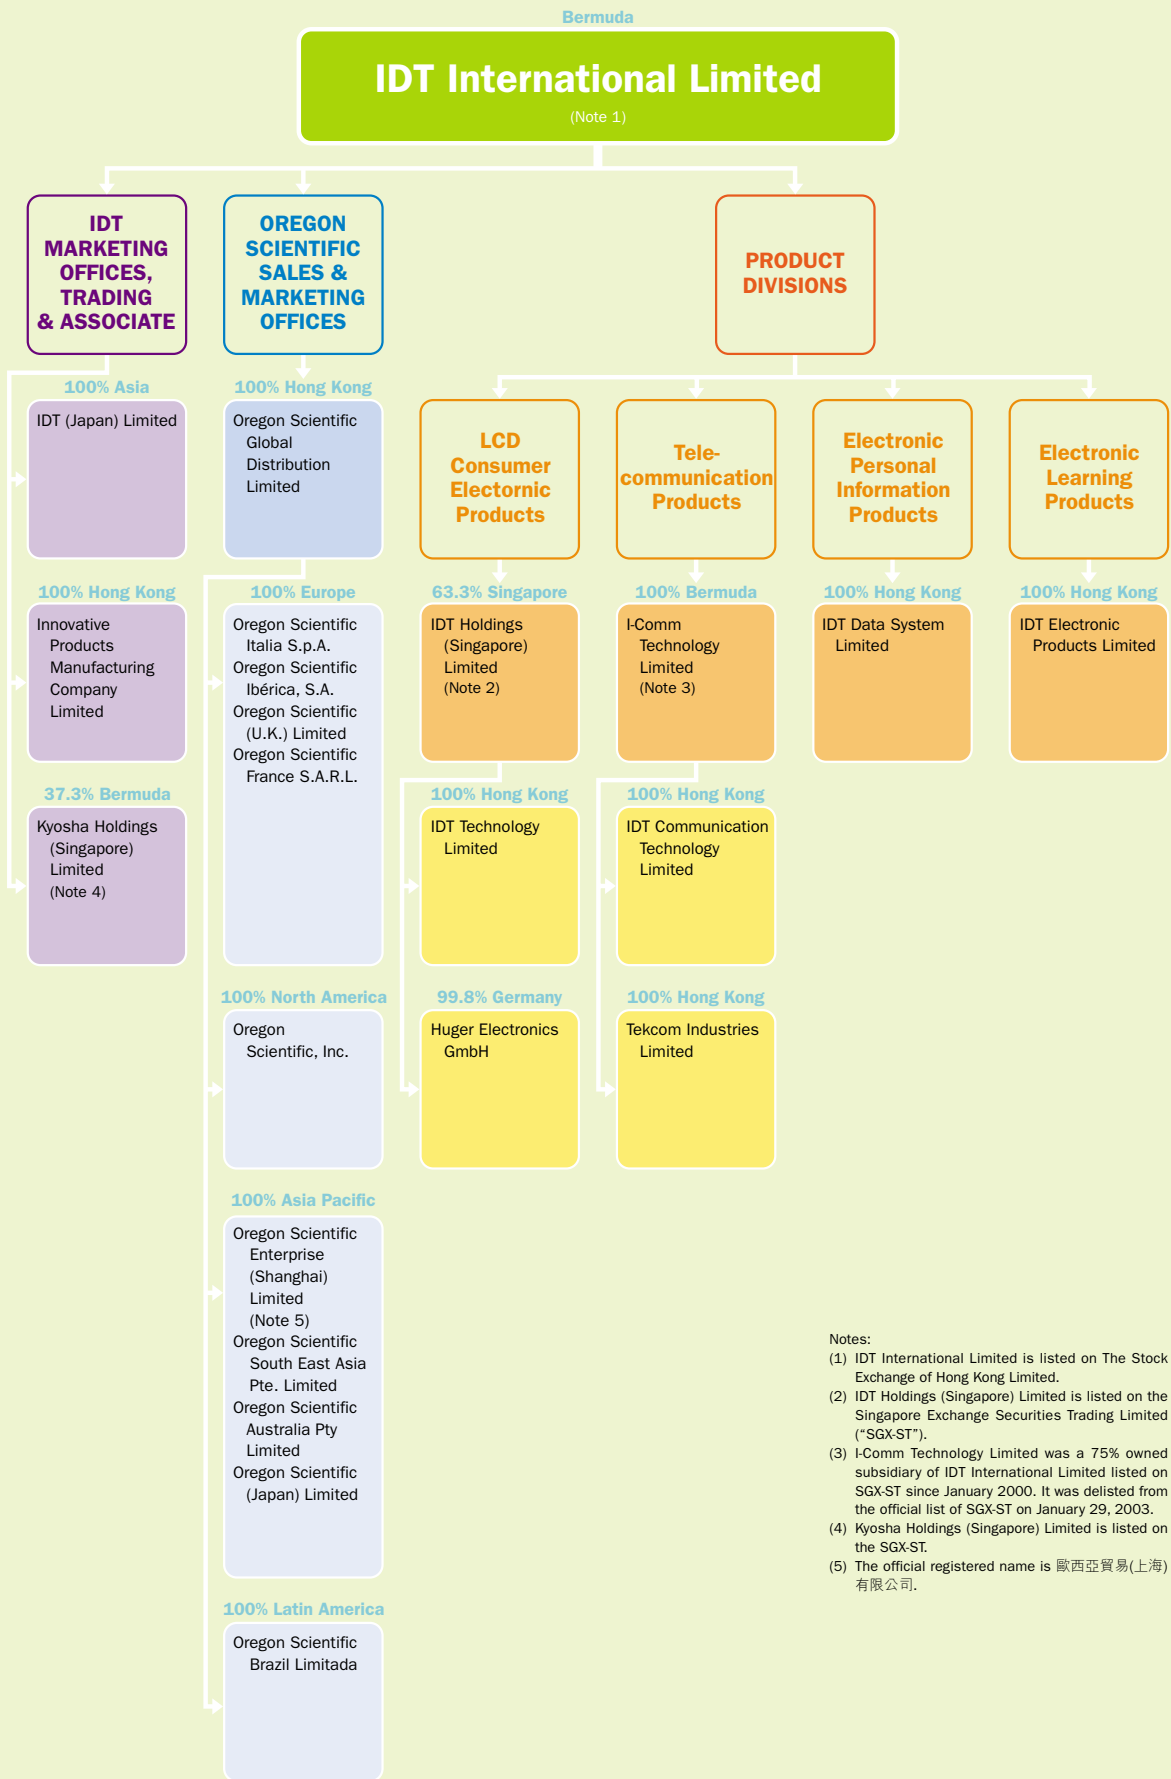 Bermuda
IDT International Limited
(Note 1)
IDT
MARKETING
OFFICES,
TRADING
& ASSOCIATE
OREGON
SCIENTIFIC
SALES &
MARKETING
OFFICES
PRODUCT
DIVISIONS
100% Asia
IDT (Japan) Limited
100% Hong Kong
Innovative
Products
Manufacturing
Company
Limited
37.3% Bermuda
Kyosha Holdings
(Singapore)
Limited
(Note 4)
100% Hong Kong
Oregon Scientific
Global
Distribution
Limited
100% Europe
Oregon Scientific
Italia S.p.A.
Oregon Scientific
Ibérica, S.A.
Oregon Scientific
(U.K.) Limited
Oregon Scientific
France S.A.R.L.
100% North America
Oregon
Scientific, Inc.
100% Asia Pacific
Oregon Scientific
Enterprise
(Shanghai)
Limited
(Note 5)
Oregon Scientific
South East Asia
Pte. Limited
Oregon Scientific
Australia Pty
Limited
Oregon Scientific
(Japan) Limited
100% Latin America
Oregon Scientific
Brazil Limitada
LCD
Consumer
Electornic
Products
63.3% Singapore
IDT Holdings
(Singapore)
Limited
(Note 2)
100% Hong Kong
IDT Technology
Limited
99.8% Germany
Huger Electronics
GmbH
Tele-
communication
Products
100% Bermuda
I-Comm
Technology
Limited
(Note 3)
100% Hong Kong
IDT Communication
Technology
Limited
100% Hong Kong
Tekcom Industries
Limited
Electronic
Personal
Information
Products
100% Hong Kong
IDT Data System
Limited
Electronic
Learning
Products
100% Hong Kong
IDT Electronic
Products Limited
Notes:
(1) IDT International Limited is listed on The Stock
Exchange of Hong Kong Limited.
(2) IDT Holdings (Singapore) Limited is listed on the
Singapore Exchange Securities Trading Limited
(“SGX-ST”).
(3) I-Comm Technology Limited was a 75% owned
subsidiary of IDT International Limited listed on
SGX-ST since January 2000. It was delisted from
the official list of SGX-ST on January 29, 2003.
(4) Kyosha Holdings (Singapore) Limited is listed on
the SGX-ST.
(5) The official registered name is 歐西亞貿易(上海)
有限公司.